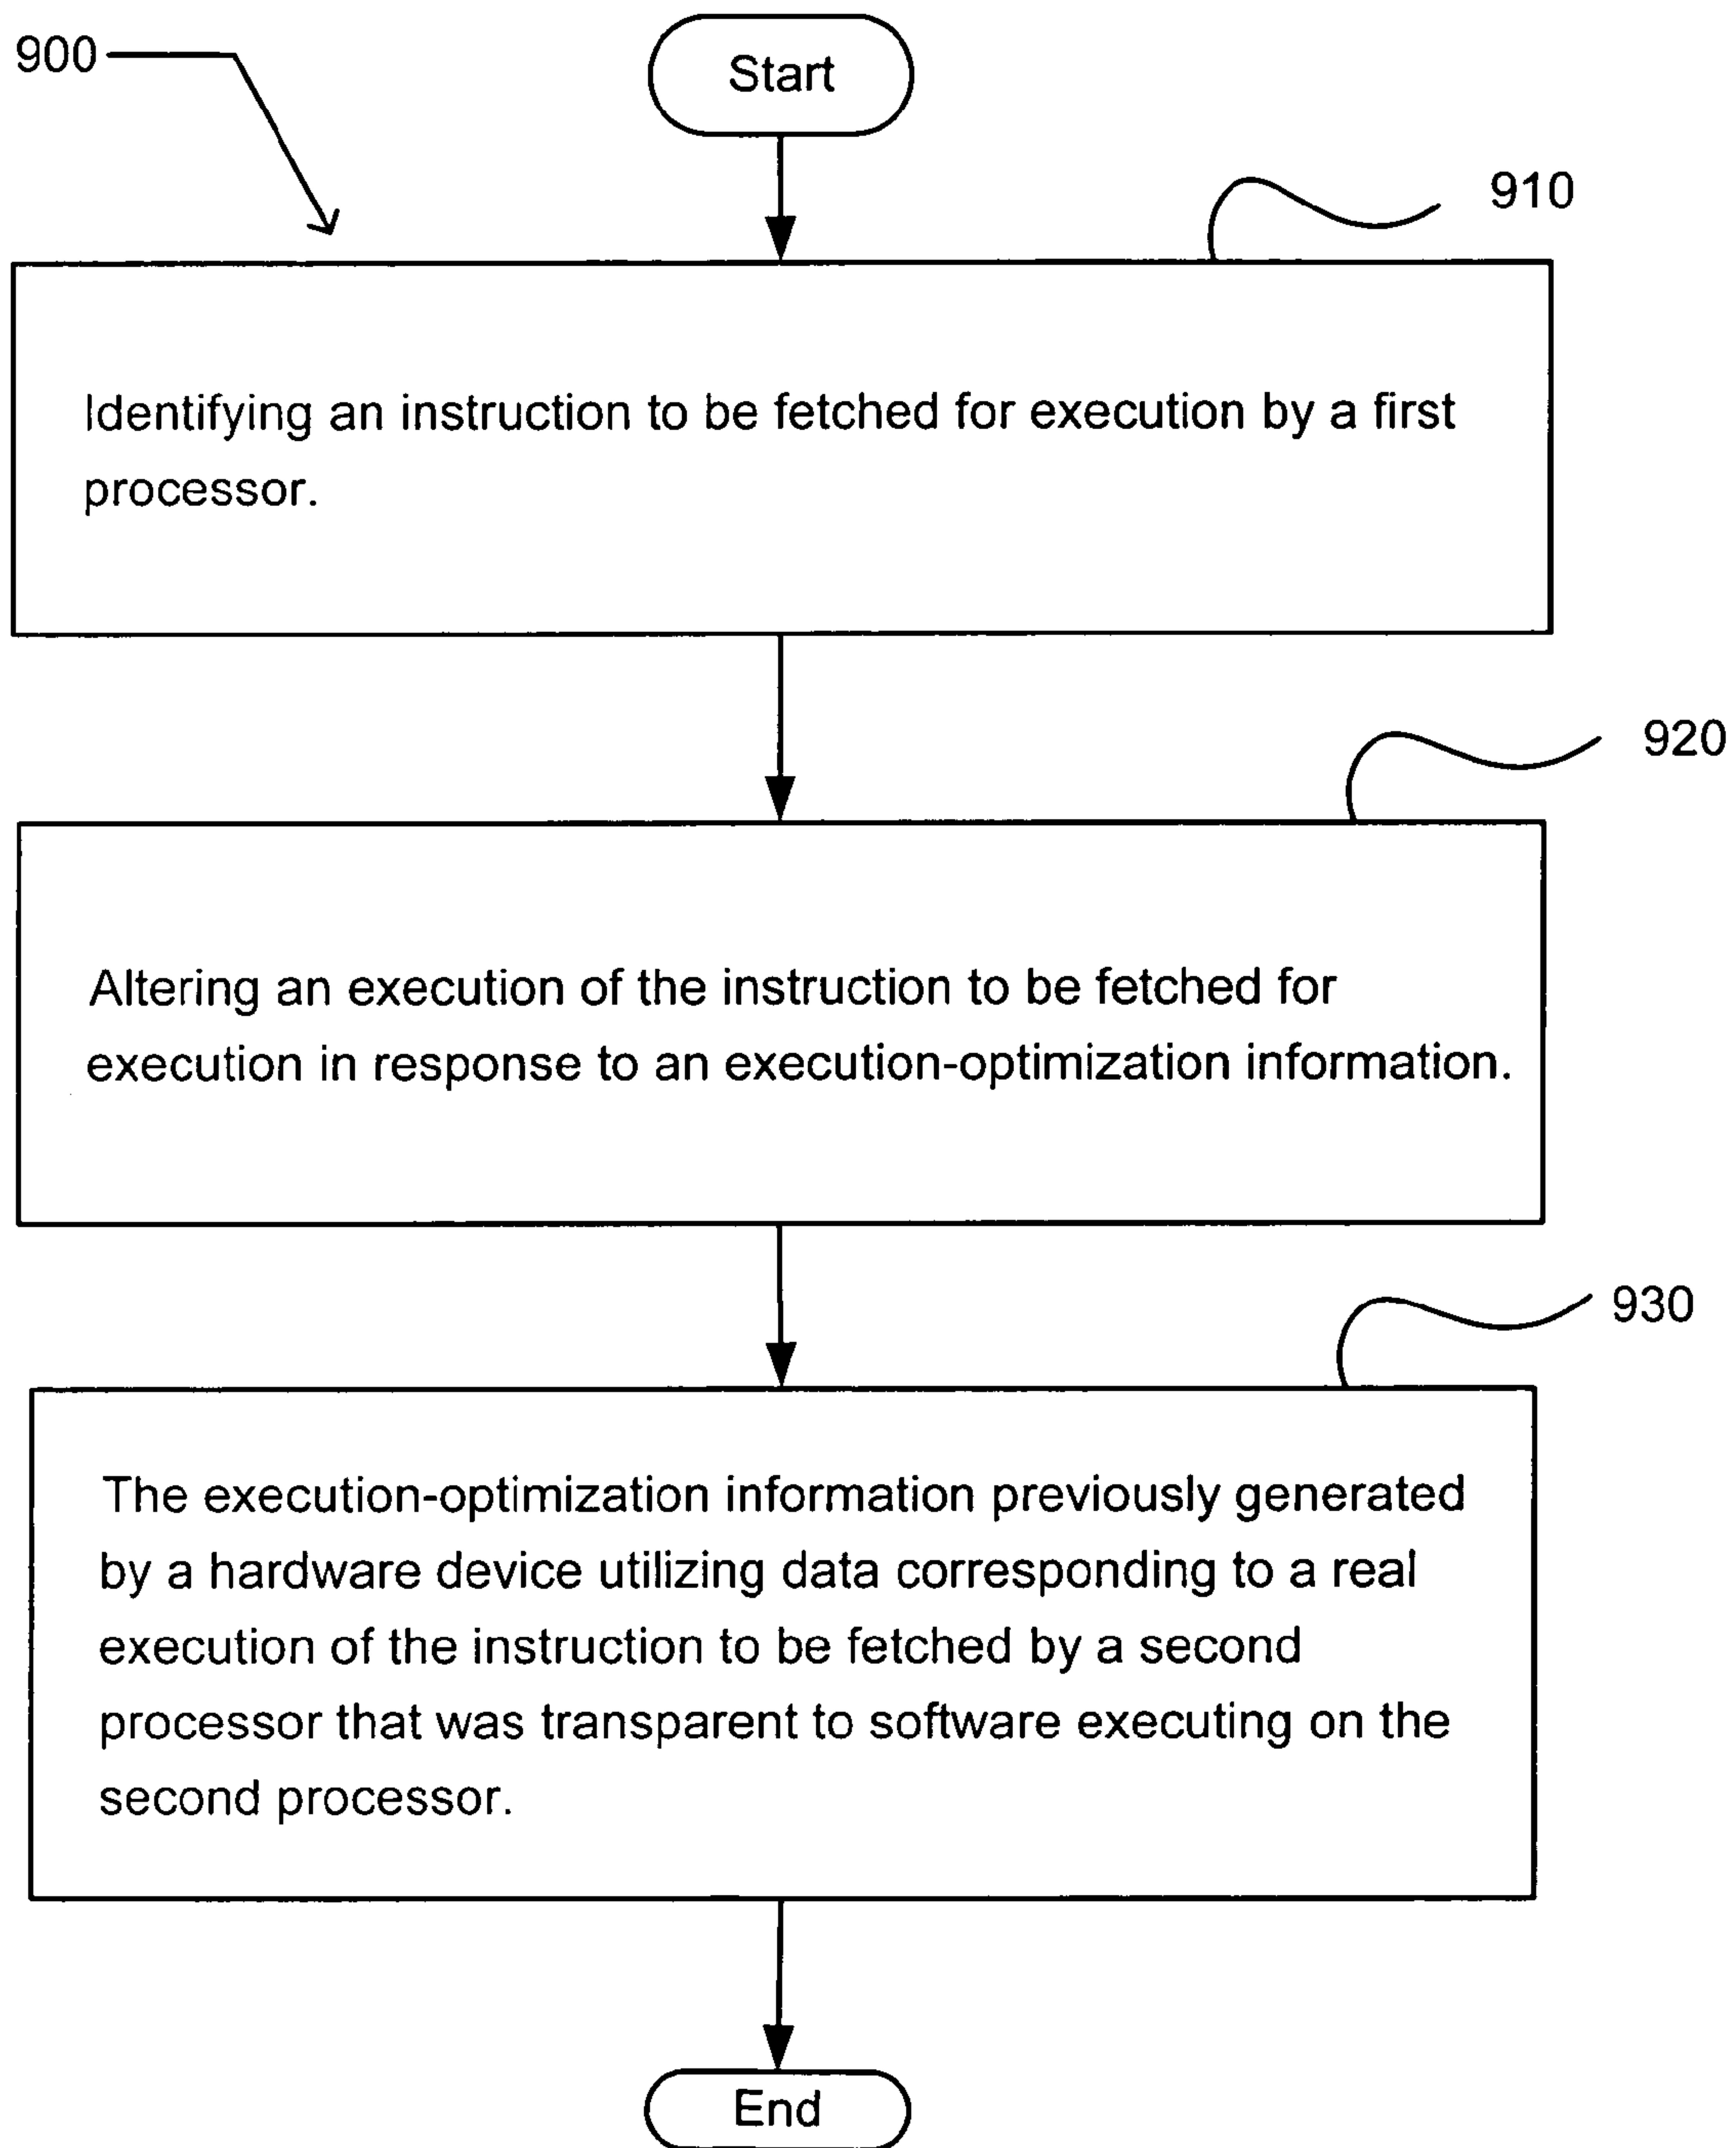 900
Start
910
Identifying an instruction to be fetched for execution by a first
processor.
920
Altering an execution of the instruction to be fetched for
execution in response to an execution-optimization information.
930
The execution-optimization information previously generated
by a hardware device utilizing data corresponding to a real
execution of the instruction to be fetched by a second
processor that was transparent to software executing on the
second processor.
End